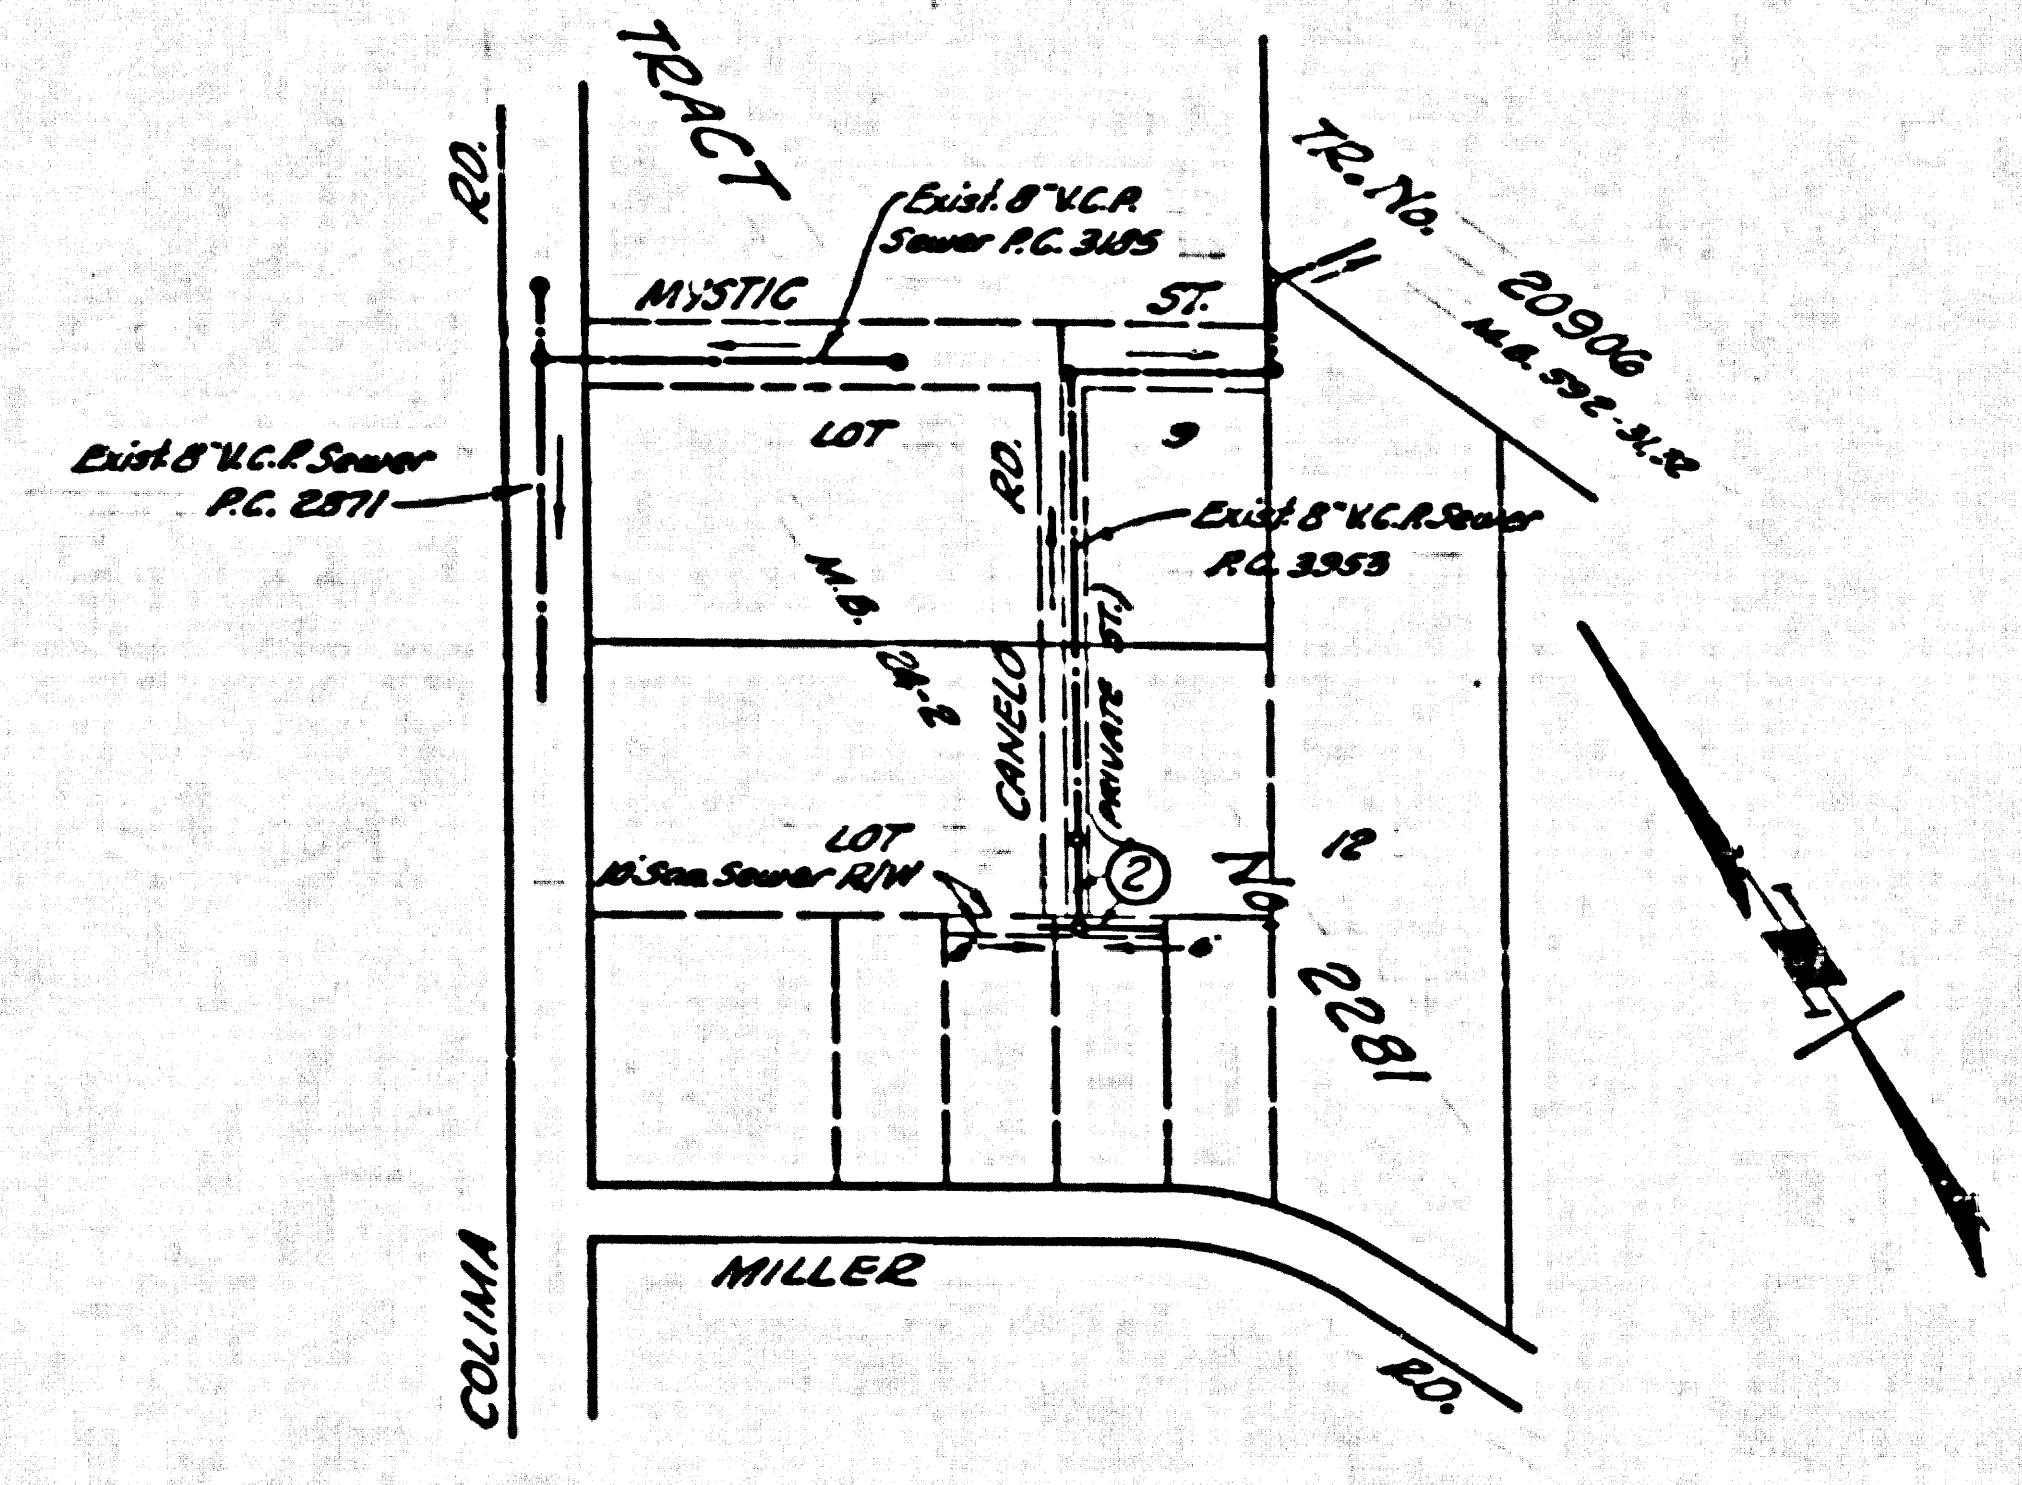 TRACT
RD.
Exist. 8" V.C.P.
Sewer P.C. 3185
TR. No. 20906
M.B. 592-31-32
MYSTIC ST.
Exist. 8" V.C.P. Sewer
P.C. 2871
LOT 9
RD.
Exist. 8" V.C.P. Sewer
P.C. 3953
M.B.
CANELO
(PRIVATE ST.)
LOT 12
10' San. Sewer R/W
2
No
2281
COLIMA
MILLER
RD.